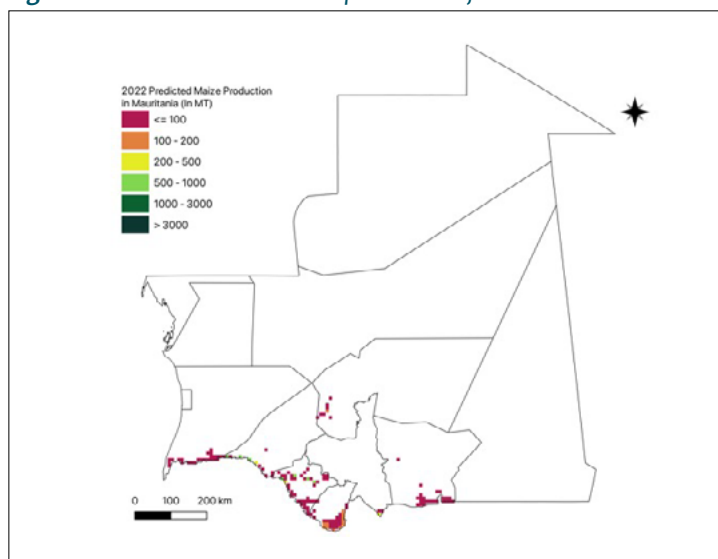 2022 Predicted Maize Production
in Mauritania (In MT)
<= 100
100 - 200
200 - 500
500 - 1000
1000 - 3000
> 3000
0 100 200 km